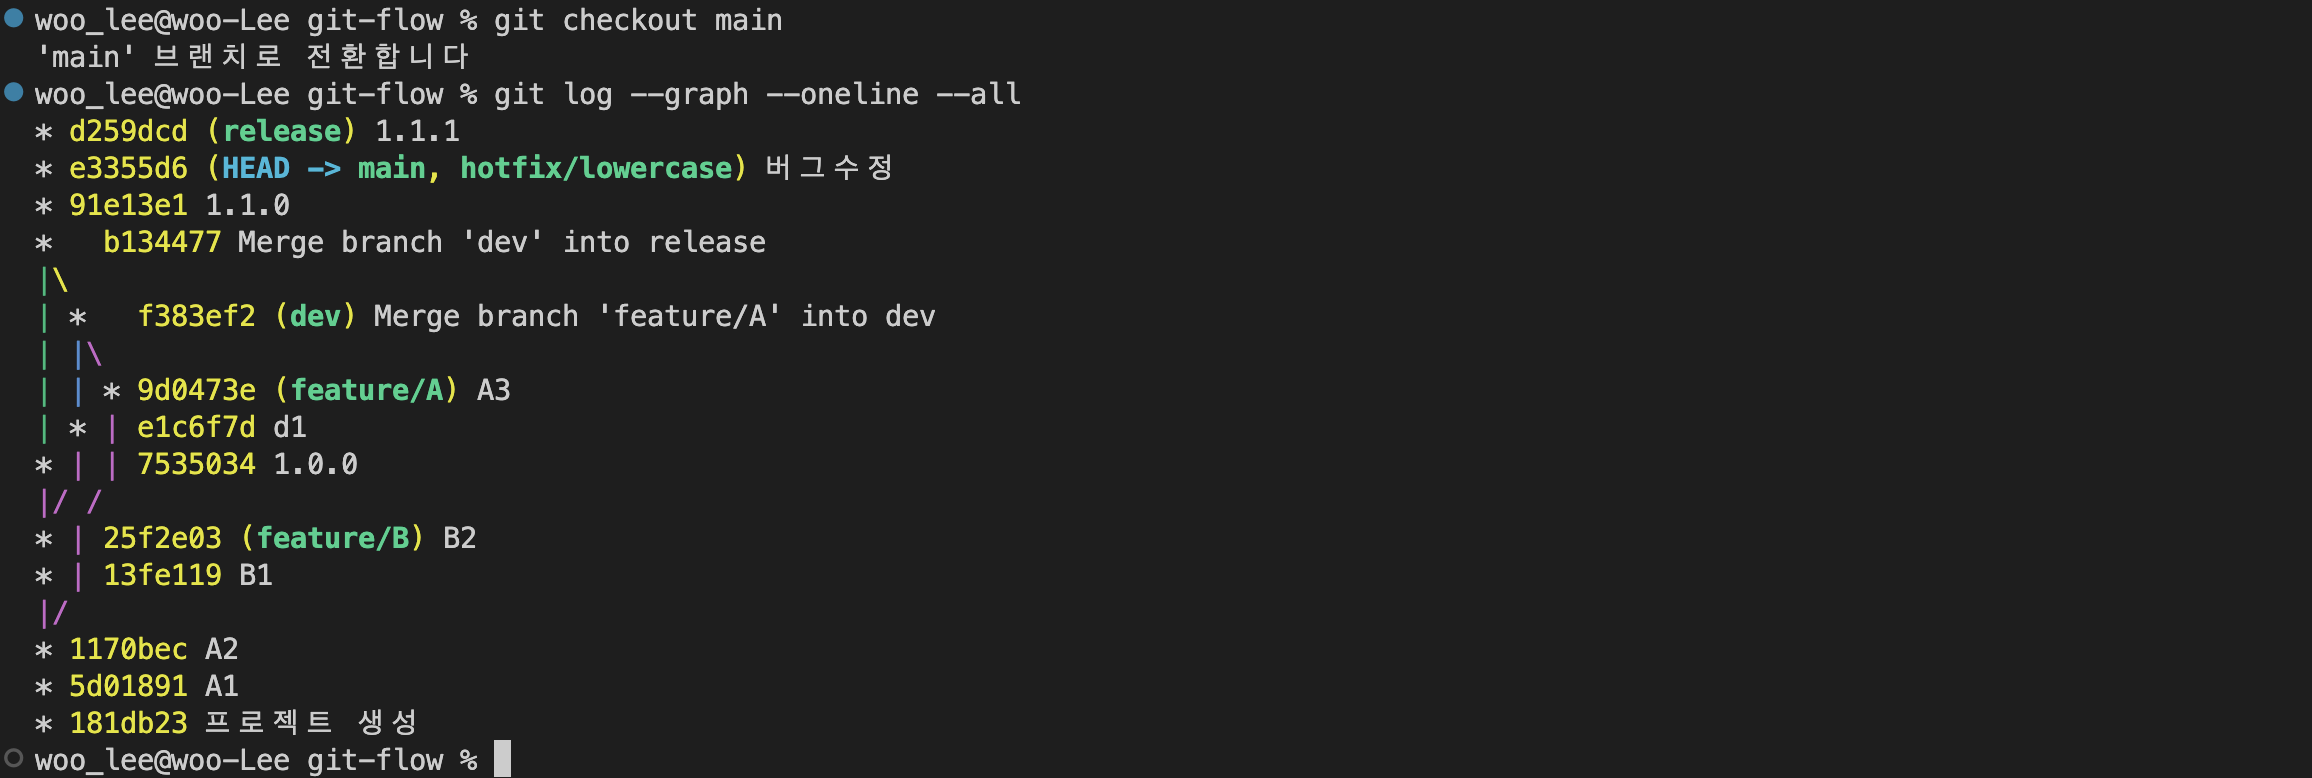 woo_lee@woo-Lee git-flow % git checkout main
'main' 브랜치로 전환합니다
woo_lee@woo-Lee git-flow % git log --graph --oneline --all
* d259dcd (release) 1.1.1
* e3355d6 (HEAD -> main, hotfix/lowercase) 버그수정
* 91e13e1 1.1.0
*   b134477 Merge branch 'dev' into release
|\
| *   f383ef2 (dev) Merge branch 'feature/A' into dev
| |\
| | * 9d0473e (feature/A) A3
| * | e1c6f7d d1
* | | 7535034 1.0.0
|/ /
* | 25f2e03 (feature/B) B2
* | 13fe119 B1
|/
* 1170bec A2
* 5d01891 A1
* 181db23 프로젝트 생성
woo_lee@woo-Lee git-flow %